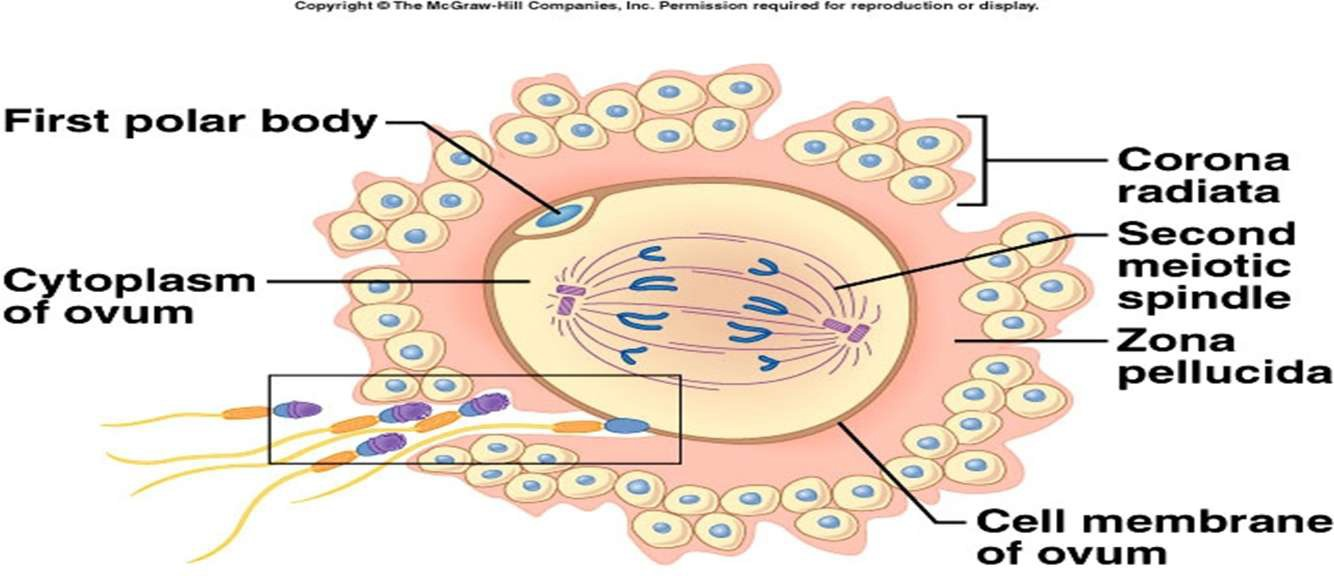 Copyright © The McGraw-Hill Companies, Inc. Permission required for reproduction or display.
First polar body
Corona
radiata
Second
meiotic
spindle
Cytoplasm
of ovum
Zona
pellucida
Cell membrane
of ovum